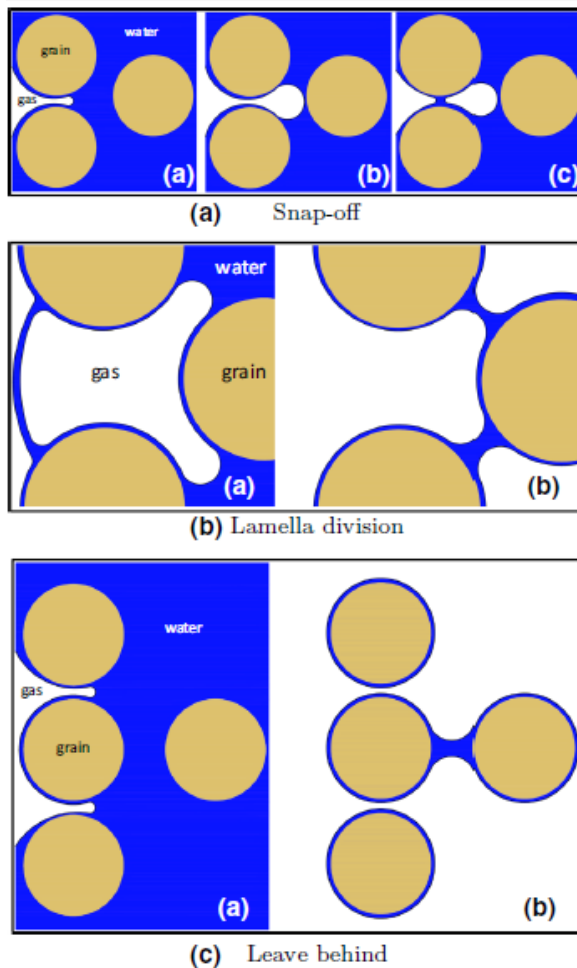 grain
water
gas
(a)
(b)
(c)
(a) Snap-off
water
gas
grain
(a)
(b)
(b) Lamella division
water
gas
grain
(a)
(b)
(c) Leave behind